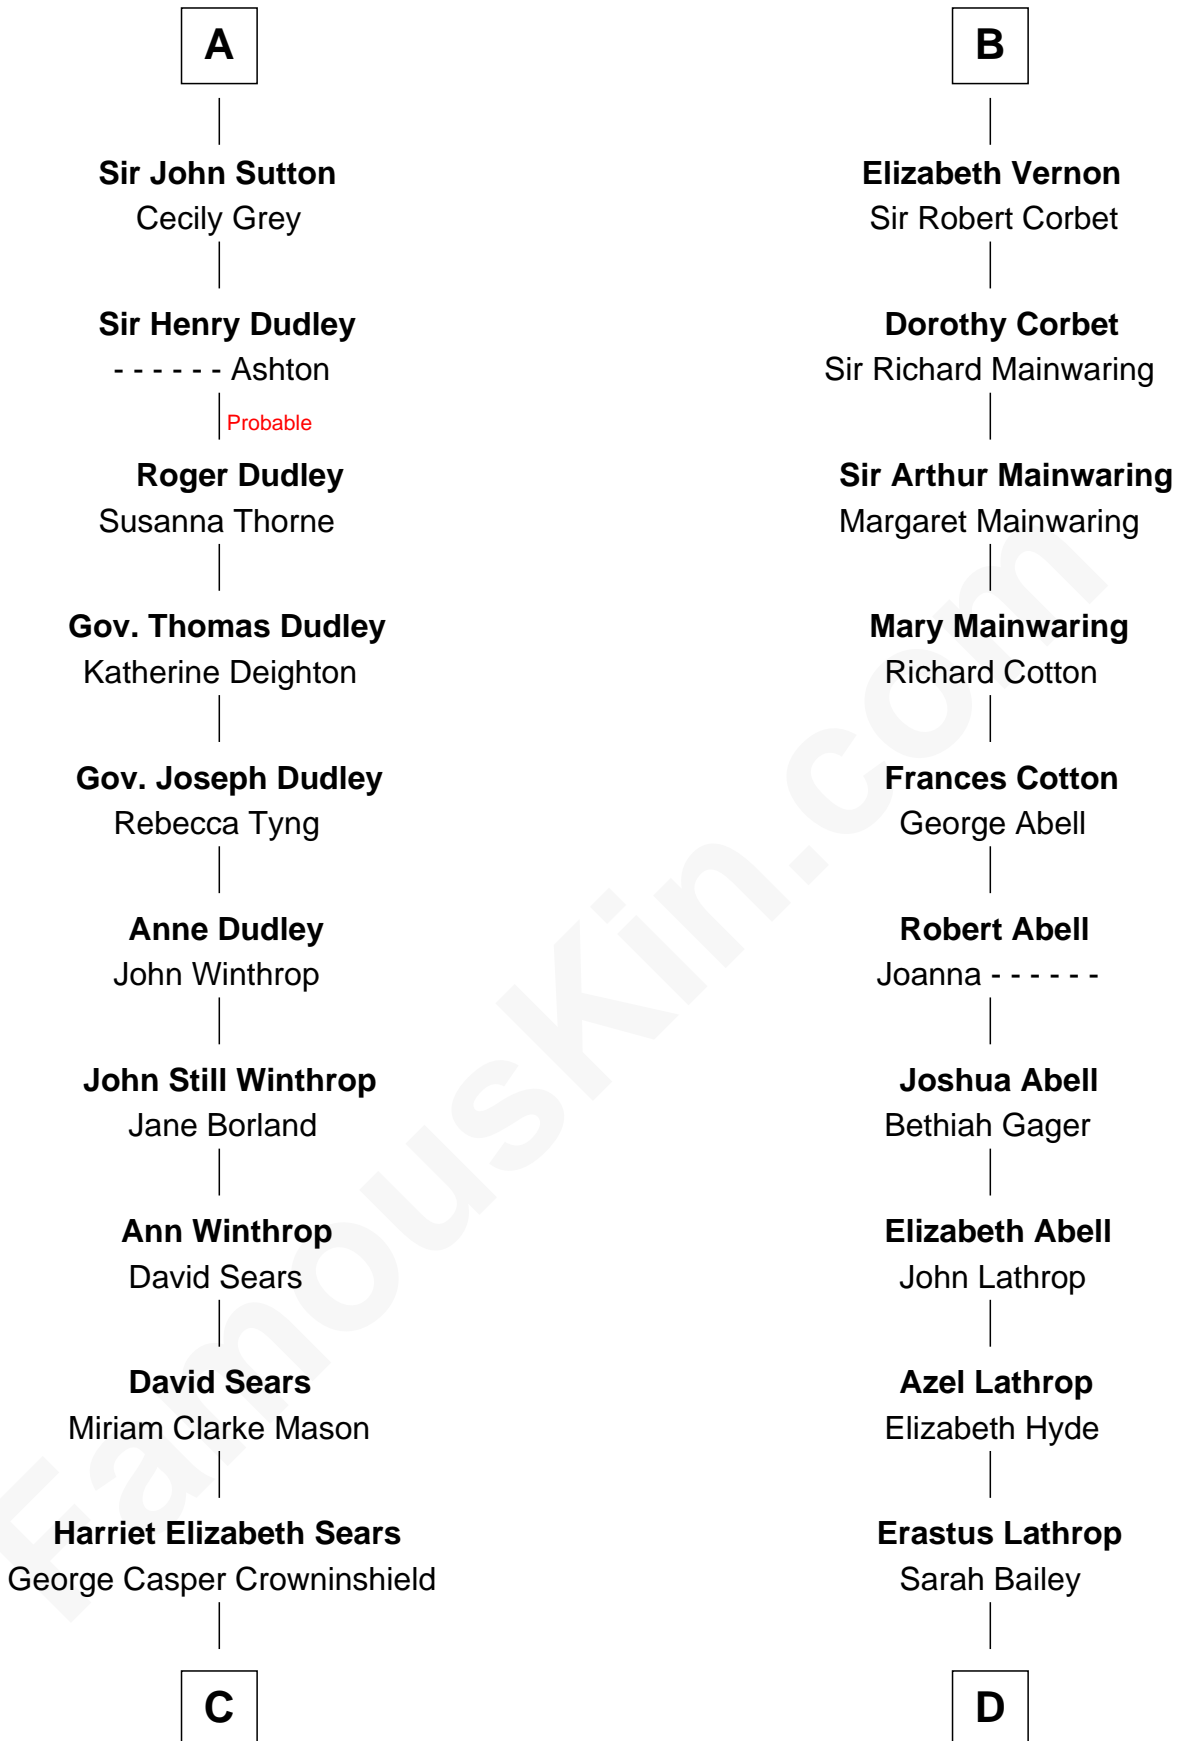 A
Sir John Sutton
Cecily Grey
Sir Henry Dudley
- - - - - - Ashton
Probable
Roger Dudley
Susanna Thorne
Gov. Thomas Dudley
Katherine Deighton
Gov. Joseph Dudley
Rebecca Tyng
Anne Dudley
John Winthrop
John Still Winthrop
Jane Borland
Ann Winthrop
David Sears
David Sears
Miriam Clarke Mason
Harriet Elizabeth Sears
George Casper Crowninshield
C
B
Elizabeth Vernon
Sir Robert Corbet
Dorothy Corbet
Sir Richard Mainwaring
Sir Arthur Mainwaring
Margaret Mainwaring
Mary Mainwaring
Richard Cotton
Frances Cotton
George Abell
Robert Abell
Joanna - - - - - -
Joshua Abell
Bethiah Gager
Elizabeth Abell
John Lathrop
Azel Lathrop
Elizabeth Hyde
Erastus Lathrop
Sarah Bailey
D
FamousKin.com